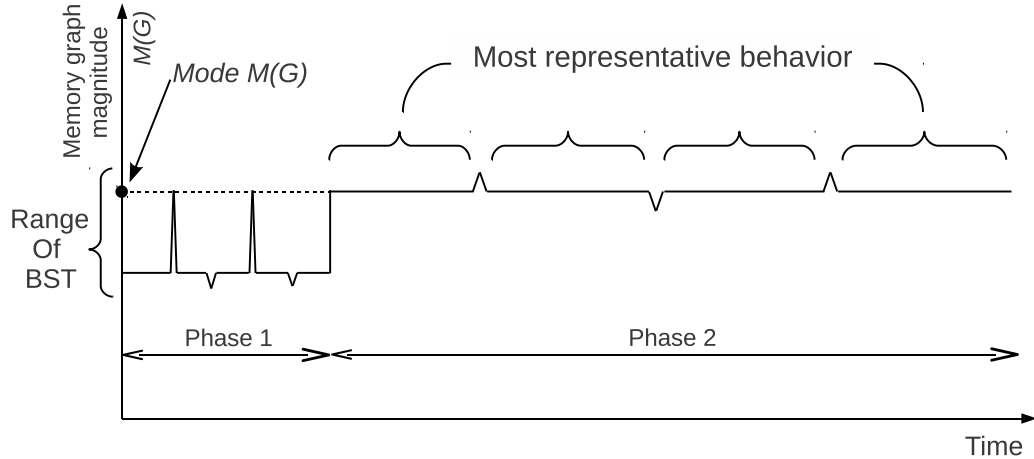 Memory graph
magnitude
M(G)
Mode M(G)
Most representative behavior
Range
Of
BST
Phase 1
Phase 2
Time